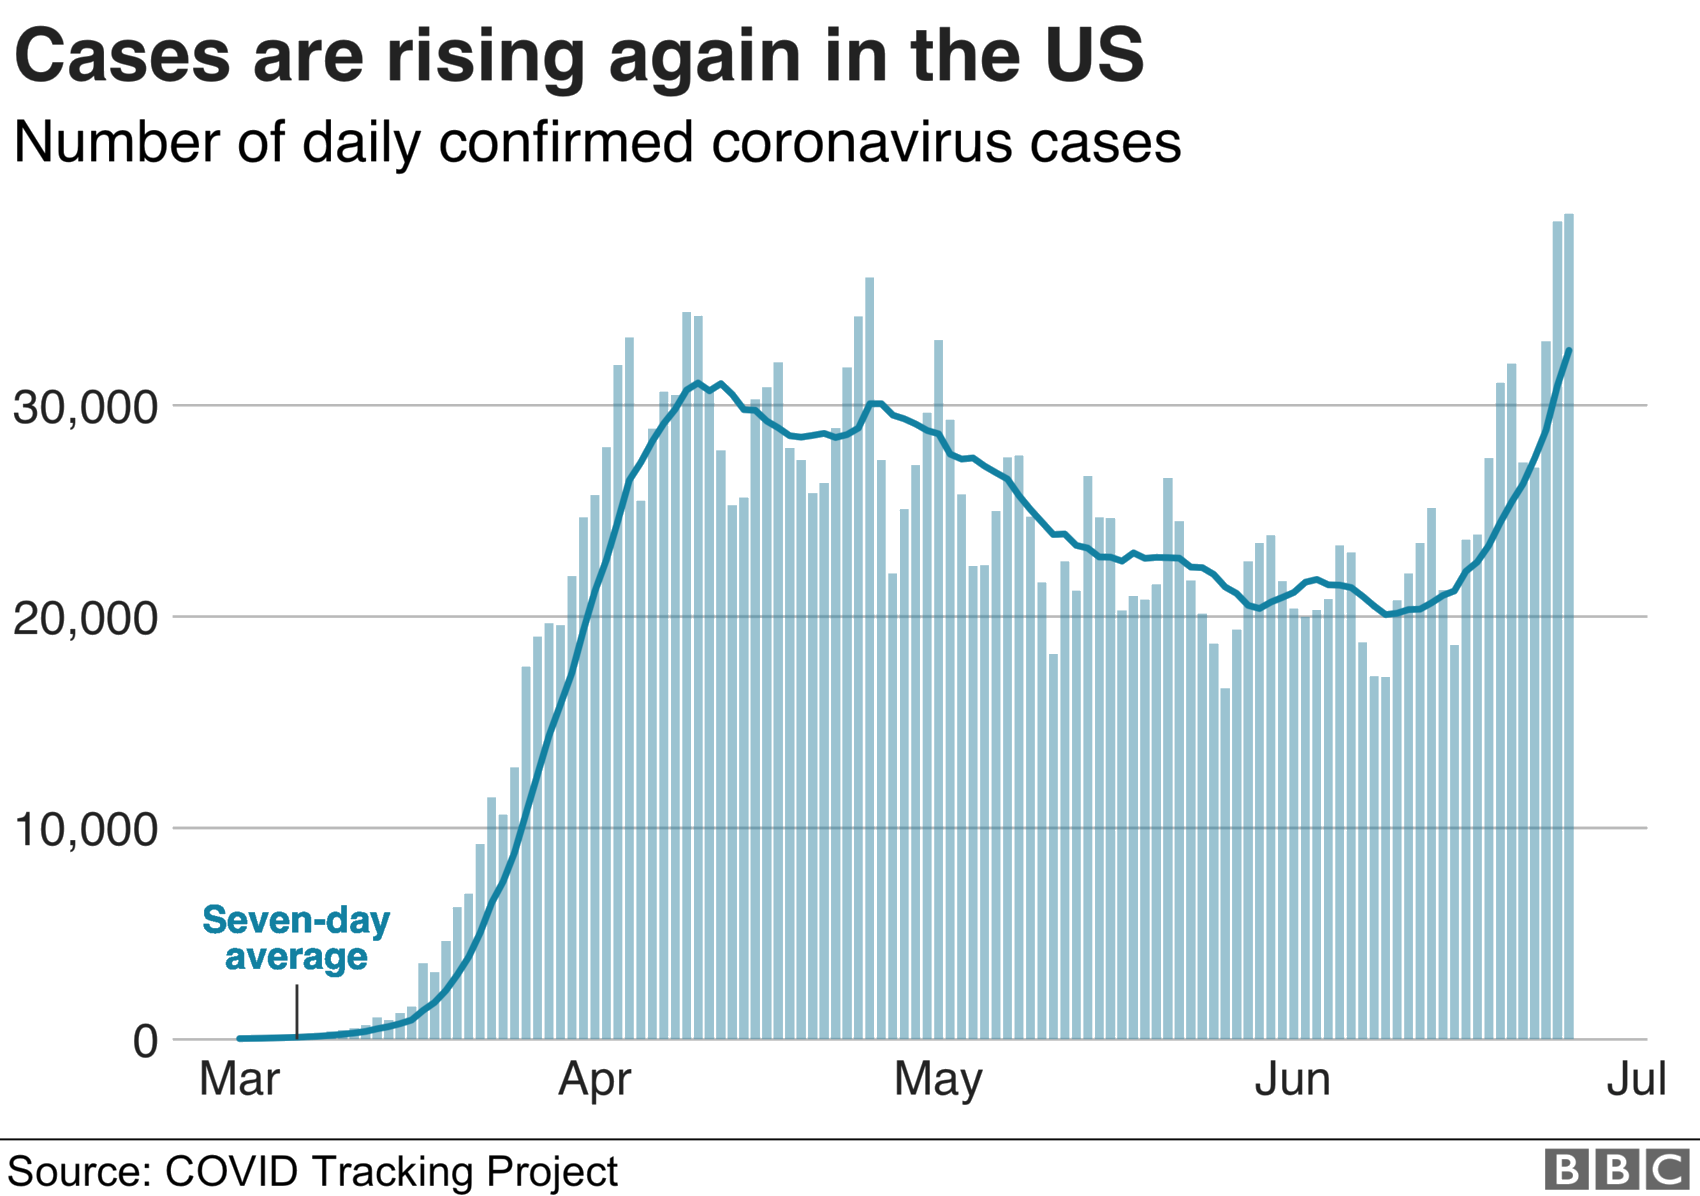 Cases are rising again in the US
Number of daily confirmed coronavirus cases
30,000
20,000
10,000
Seven-day
average
0
Mar Apr May Jun Jul
Source: COVID Tracking Project
BBC